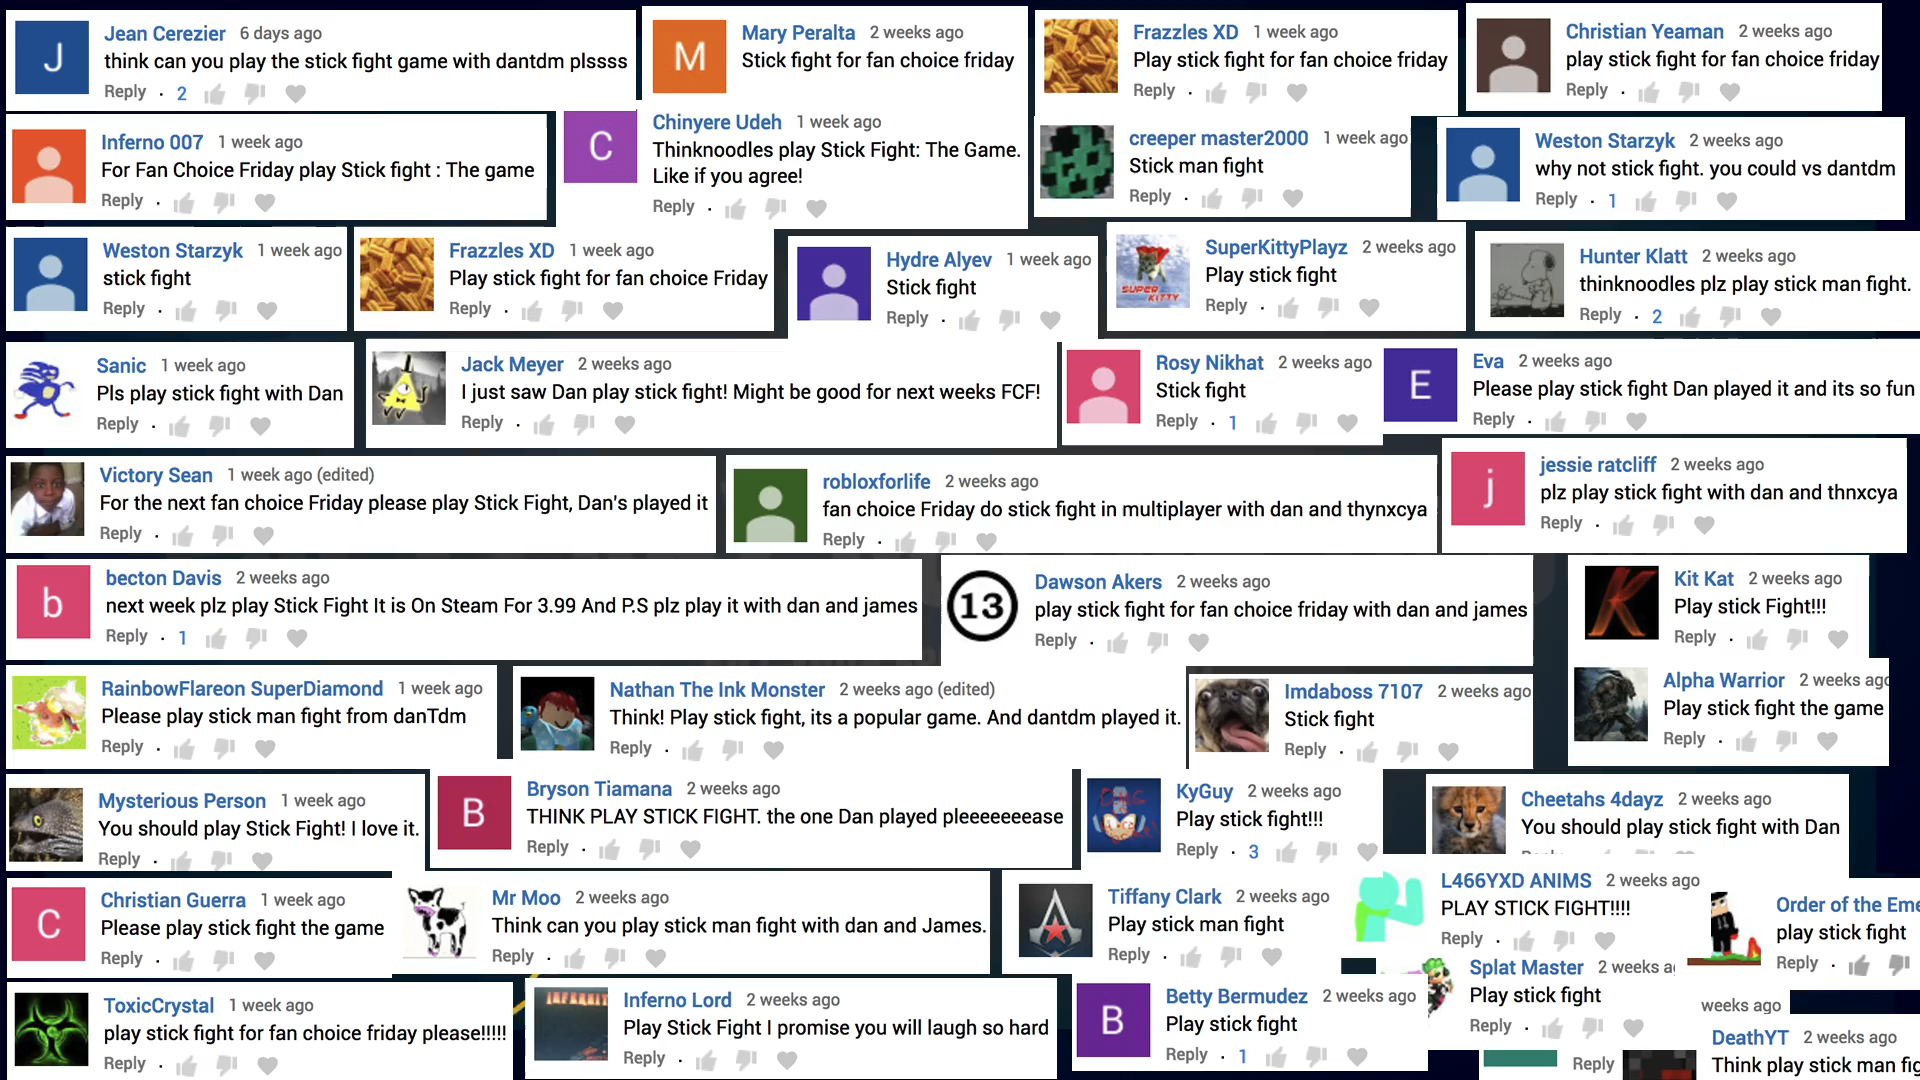 J
Jean Cerezier 6 days ago
think can you play the stick fight game with dantdm plssss
Reply · 2
M
Mary Peralta 2 weeks ago
Stick fight for fan choice friday
Frazzles XD 1 week ago
Play stick fight for fan choice friday
Reply ·
Christian Yeaman 2 weeks ago
play stick fight for fan choice friday
Reply ·
Inferno 007 1 week ago
For Fan Choice Friday play Stick fight : The game
Reply ·
C
Chinyere Udeh 1 week ago
Thinknoodles play Stick Fight: The Game.
Like if you agree!
Reply ·
creeper master2000 1 week ago
Stick man fight
Reply ·
Weston Starzyk 2 weeks ago
why not stick fight. you could vs dantdm
Reply · 1
Weston Starzyk 1 week ago
stick fight
Reply ·
Frazzles XD 1 week ago
Play stick fight for fan choice Friday
Reply ·
Hydre Alyev 1 week ago
Stick fight
Reply ·
SUPER
KITTY
SuperKittyPlayz 2 weeks ago
Play stick fight
Reply ·
Hunter Klatt 2 weeks ago
thinknoodles plz play stick man fight.
Reply · 2
Sanic 1 week ago
Pls play stick fight with Dan
Reply ·
Jack Meyer 2 weeks ago
I just saw Dan play stick fight! Might be good for next weeks FCF!
Reply ·
Rosy Nikhat 2 weeks ago
Stick fight
Reply · 1
E
Eva 2 weeks ago
Please play stick fight Dan played it and its so fun
Reply ·
Victory Sean 1 week ago (edited)
For the next fan choice Friday please play Stick Fight, Dan's played it
Reply ·
robloxforlife 2 weeks ago
fan choice Friday do stick fight in multiplayer with dan and thynxcya
Reply ·
j
jessie ratcliff 2 weeks ago
plz play stick fight with dan and thnxcya
Reply ·
b
becton Davis 2 weeks ago
next week plz play Stick Fight It is On Steam For 3.99 And P.S plz play it with dan and james
Reply · 1
13
Dawson Akers 2 weeks ago
play stick fight for fan choice friday with dan and james
Reply ·
K
Kit Kat 2 weeks ago
Play stick Fight!!!
Reply ·
RainbowFlareon SuperDiamond 1 week ago
Please play stick man fight from danTdm
Reply ·
Nathan The Ink Monster 2 weeks ago (edited)
Think! Play stick fight, its a popular game. And dantdm played it.
Reply ·
Imdaboss 7107 2 weeks ago
Stick fight
Reply ·
Alpha Warrior 2 weeks ago
Play stick fight the game
Reply ·
Mysterious Person 1 week ago
You should play Stick Fight! I love it.
Reply ·
B
Bryson Tiamana 2 weeks ago
THINK PLAY STICK FIGHT. the one Dan played pleeeeeeease
Reply ·
KyGuy 2 weeks ago
Play stick fight!!!
Reply · 3
Cheetahs 4dayz 2 weeks ago
You should play stick fight with Dan
C
Christian Guerra 1 week ago
Please play stick fight the game
Reply ·
Mr Moo 2 weeks ago
Think can you play stick man fight with dan and James.
Reply ·
Tiffany Clark 2 weeks ago
Play stick man fight
Reply ·
L466YXD ANIMS 2 weeks ago
PLAY STICK FIGHT!!!!
Reply ·
Order of the Eme
play stick fight
Reply ·
Splat Master 2 weeks a
Play stick fight
Reply ·
ToxicCrystal 1 week ago
play stick fight for fan choice friday please!!!!!
Reply ·
Inferno Lord 2 weeks ago
Play Stick Fight I promise you will laugh so hard
Reply ·
B
Betty Bermudez 2 weeks ago
Play stick fight
Reply · 1
weeks ago
Reply
DeathYT 2 weeks ago
Think play stick man fig